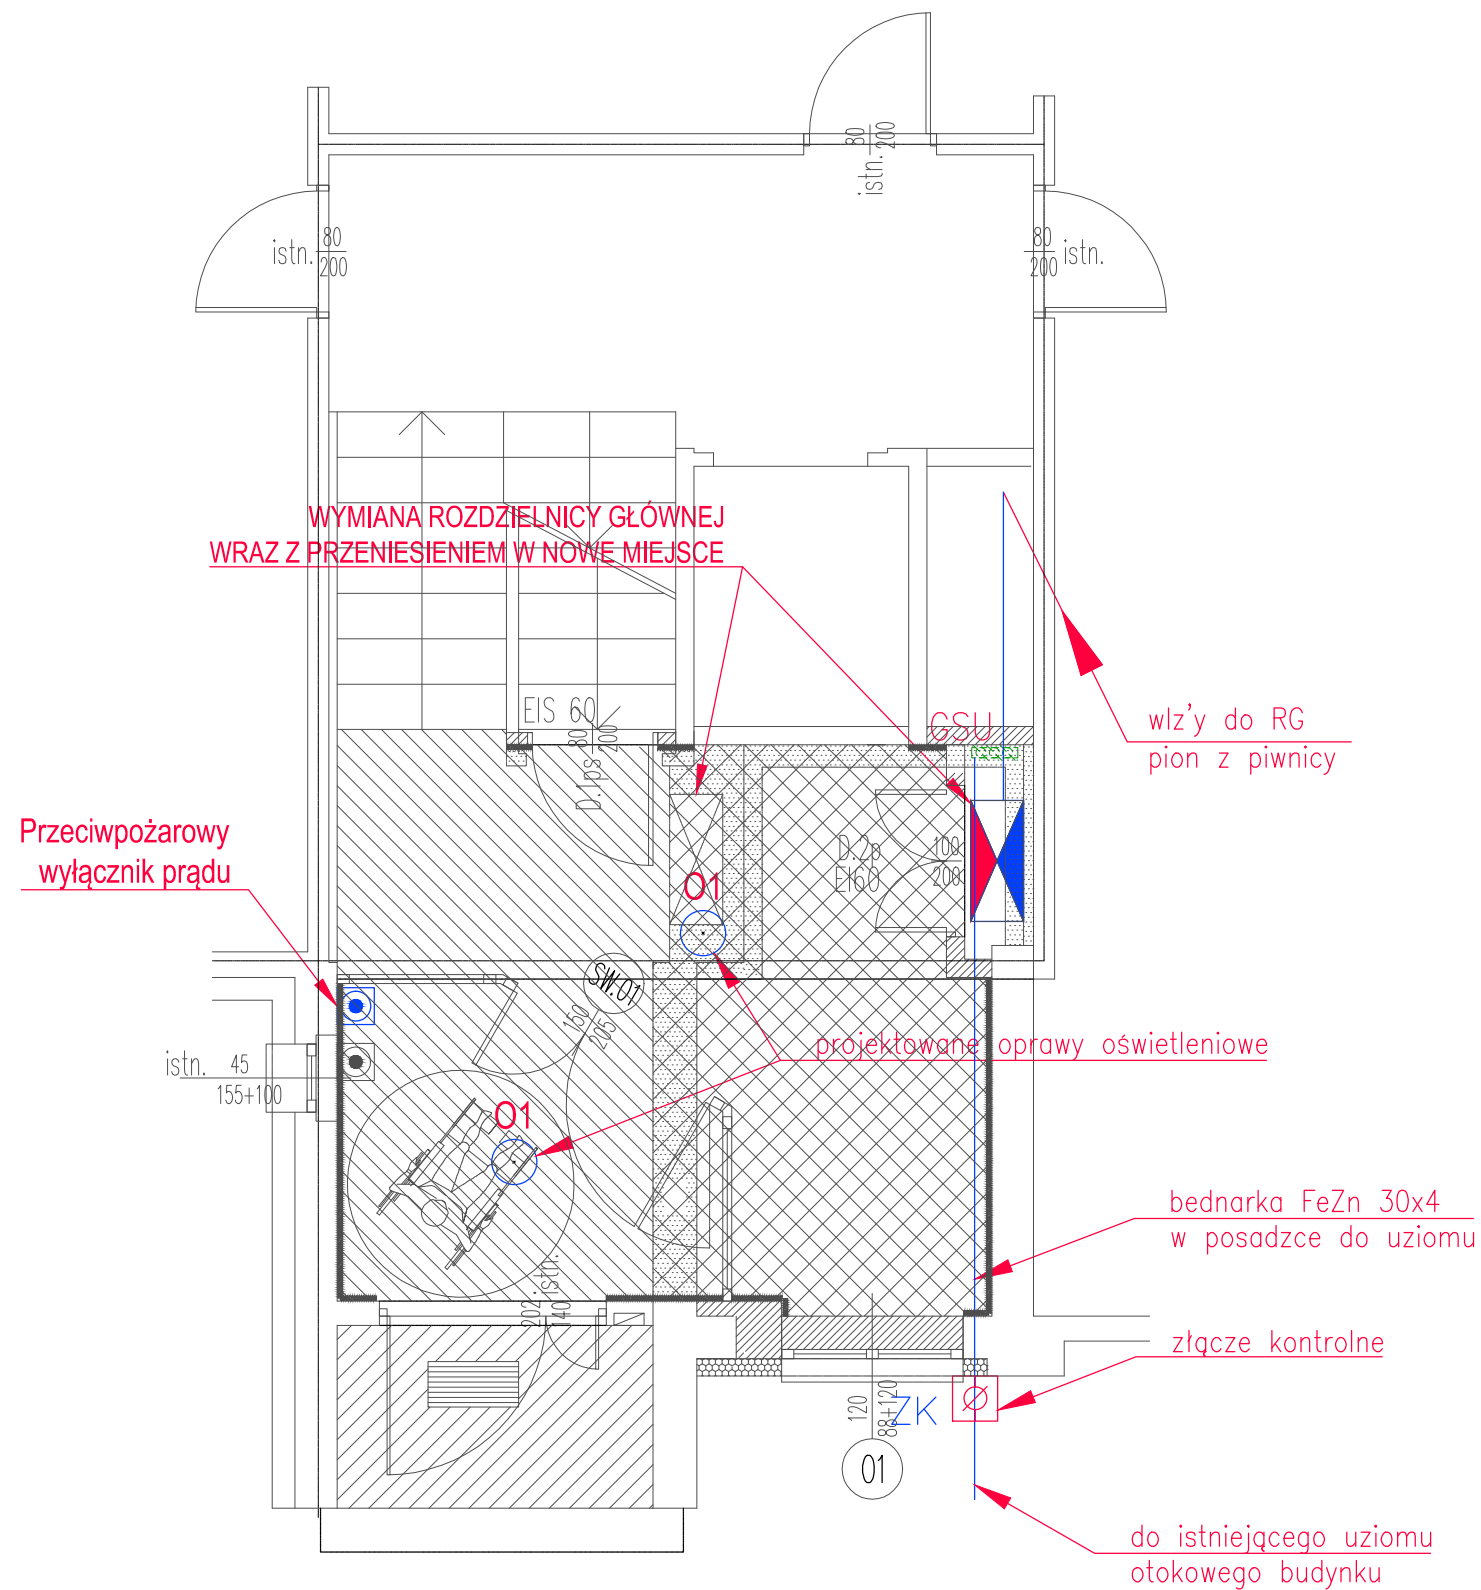 80
200
istn.
istn. 80
200
80 istn.
200
WYMIANA ROZDZIELNICY GŁÓWNEJ
WRAZ Z PRZENIESIENIEM W NOWE MIEJSCE
EIS 60
D.1ps 80
200
GSU
wlz'y do RG
pion z piwnicy
Przeciwpożarowy
wyłącznik prądu
D.2p
EI60
100
200
O1
SW.01
150
205
istn. 45
155+100
projektowane oprawy oświetleniowe
O1
bednarka FeZn 30x4
w posadzce do uziomu
202 istn.
140
złącze kontrolne
120
88+120
ZK
01
do istniejącego uziomu
otokowego budynku